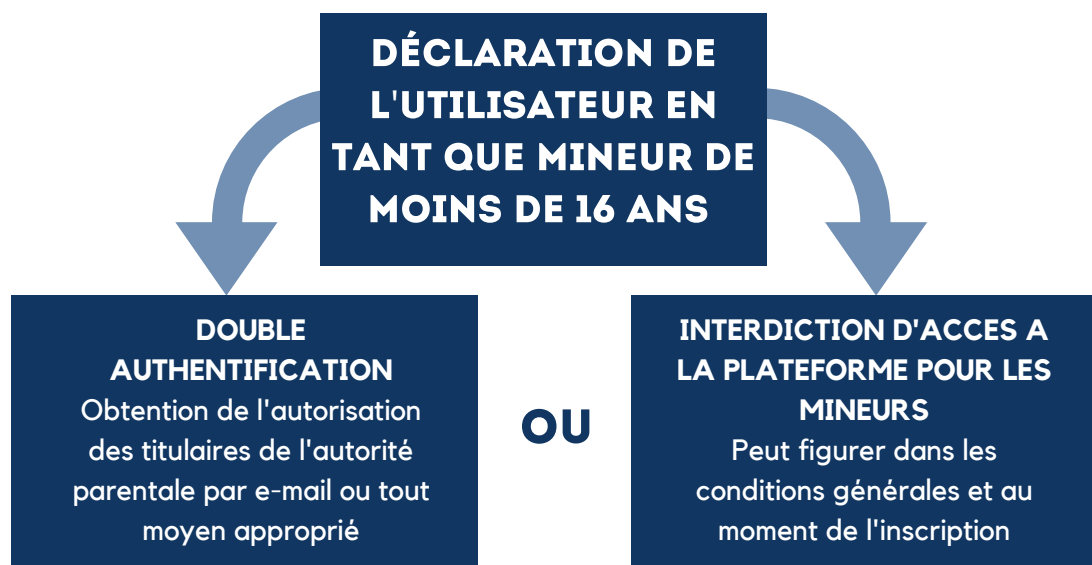 DÉCLARATION DE
L'UTILISATEUR EN
TANT QUE MINEUR DE
MOINS DE 16 ANS
DOUBLE
AUTHENTIFICATION
Obtention de l'autorisation
des titulaires de l'autorité
parentale par e-mail ou tout
moyen approprié
OU
INTERDICTION D'ACCES A
LA PLATEFORME POUR LES
MINEURS
Peut figurer dans les
conditions générales et au
moment de l'inscription